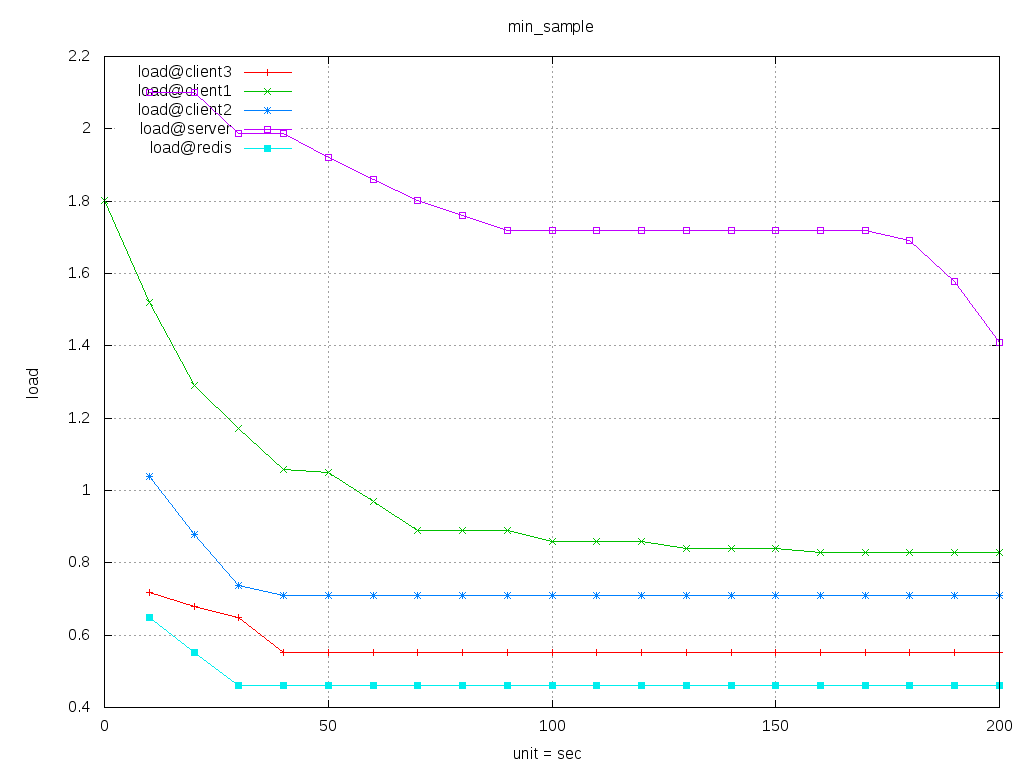 min_sample
2.2
2
1.8
1.6
1.4
1.2
1
0.8
0.6
0.4
load
load@client3
load@client1
load@client2
load@server
load@redis
0 50 100 150 200
unit = sec